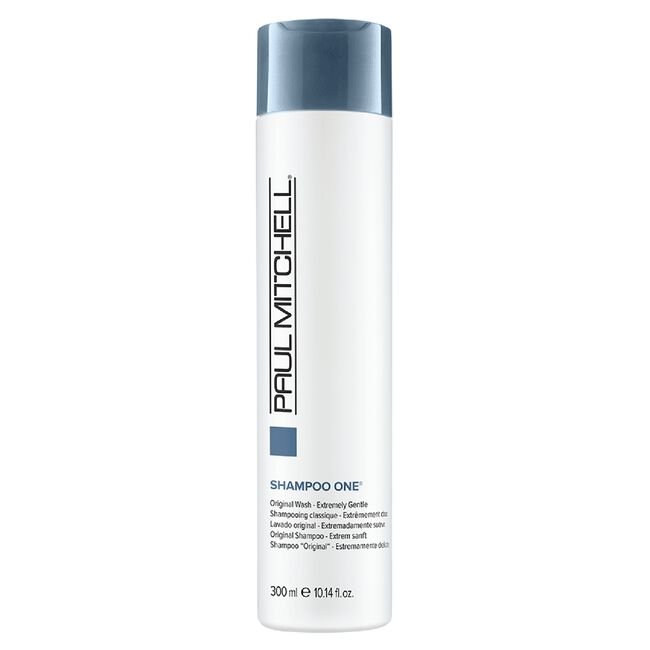 PAUL MITCHELL®
SHAMPOO ONE®
Original Wash - Extremely Gentle
Shampooing classique - Extrêmement doux
Lavado original - Extremadamente suave
Original Shampoo - Extrem sanft
Shampoo "Original" - Estremamente
300 ml ℮ 10.14 fl. oz.